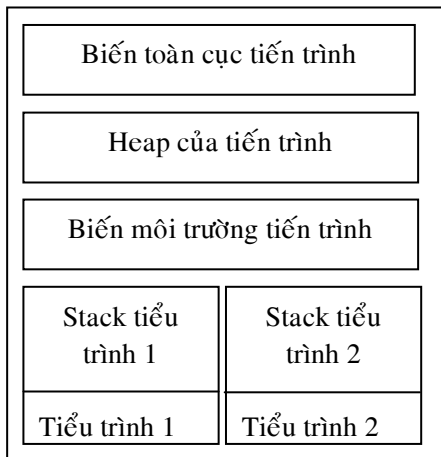 Biến toàn cục tiến trình
Heap của tiến trình
Biến môi trường tiến trình
Stack tiểu
trình 1
Stack tiểu
trình 2
Tiểu trình 1
Tiểu trình 2